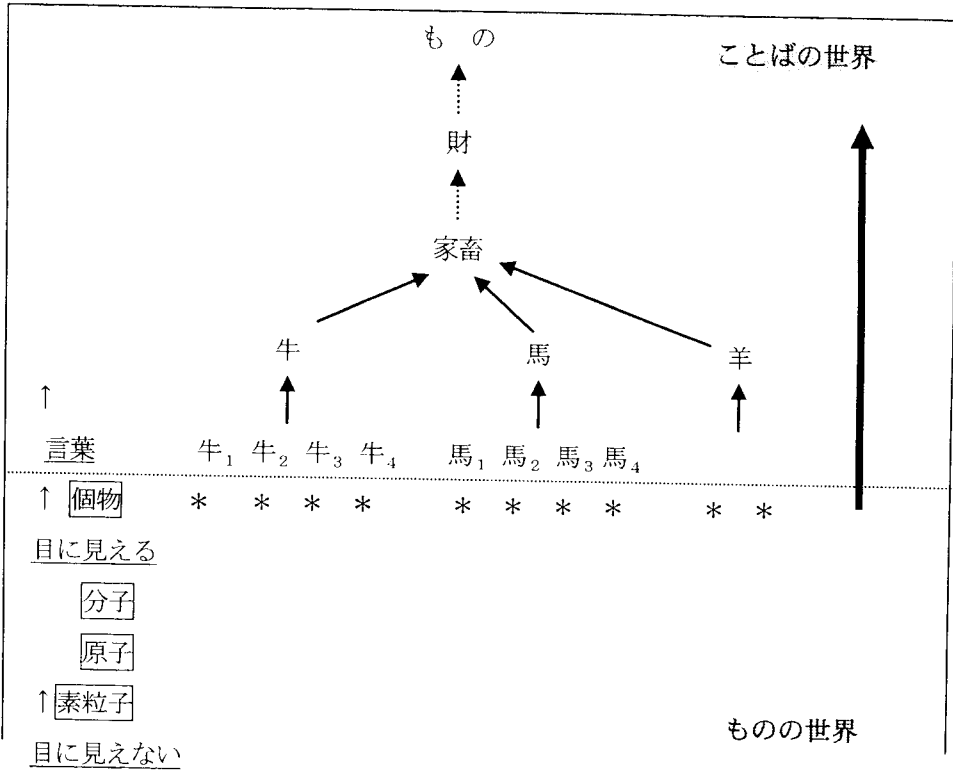 もの
ことばの世界
財
家畜
牛 馬 羊
↑
言葉 牛₁ 牛₂ 牛₃ 牛₄ 馬₁ 馬₂ 馬₃ 馬₄
↑ 個物 * * * * * * * * * *
目に見える
分子
原子
↑ 素粒子
ものの世界
目に見えない